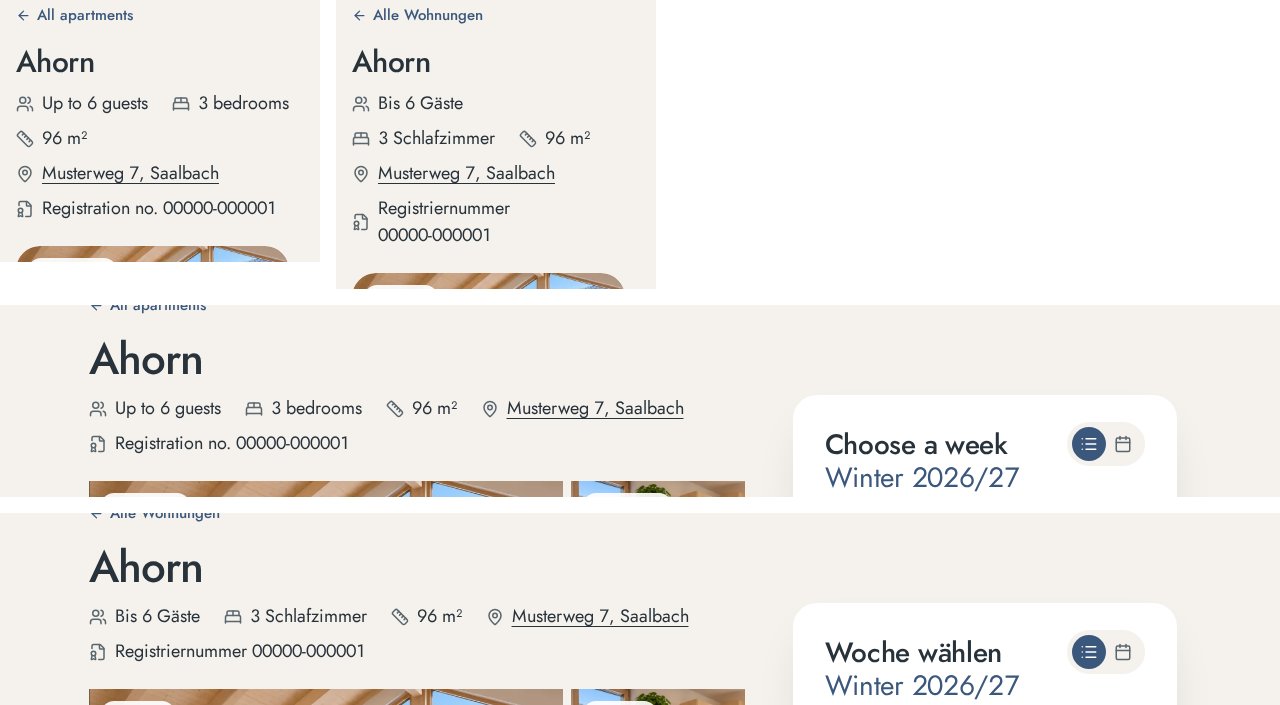 ← All apartments
Ahorn
Up to 6 guests 3 bedrooms
96 m²
Musterweg 7, Saalbach
Registration no. 00000-000001
← Alle Wohnungen
Ahorn
Bis 6 Gäste
3 Schlafzimmer 96 m²
Musterweg 7, Saalbach
Registriernummer
00000-000001
← All apartments
Ahorn
Up to 6 guests 3 bedrooms 96 m² Musterweg 7, Saalbach
Registration no. 00000-000001
Choose a week
Winter 2026/27
← Alle Wohnungen
Ahorn
Bis 6 Gäste 3 Schlafzimmer 96 m² Musterweg 7, Saalbach
Registriernummer 00000-000001
Woche wählen
Winter 2026/27